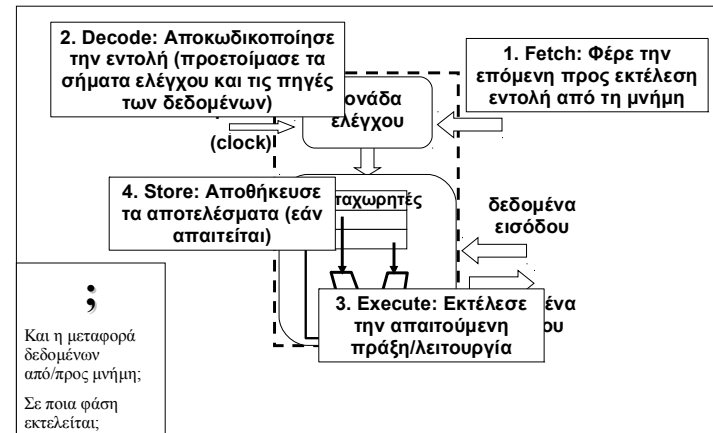 2. Decode: Αποκωδικοποίησε
την εντολή (προετοίμασε τα
σήματα ελέγχου και τις πηγές
των δεδομένων)
1. Fetch: Φέρε την
επόμενη προς εκτέλεση
εντολή από τη μνήμη
ελέγχου
(clock)
4. Store: Αποθήκευσε
τα αποτελέσματα (εάν
απαιτείται)
δεδομένα
εισόδου
3. Execute: Εκτέλεσε
την απαιτούμενη
πράξη/λειτουργία
;
Και η μεταφορά
δεδομένων
από/προς μνήμη;
Σε ποια φάση
εκτελείται;